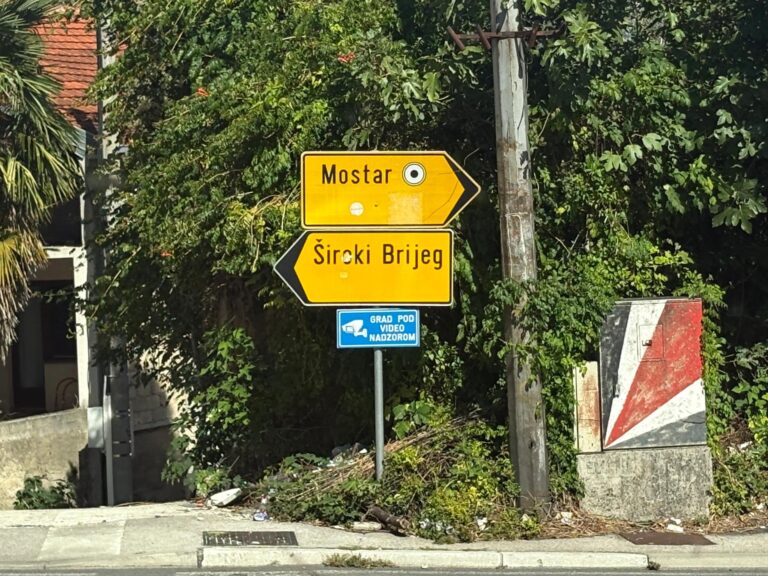 Mostar
Široki Brijeg
GRAD POD
VIDEO
NADZOROM